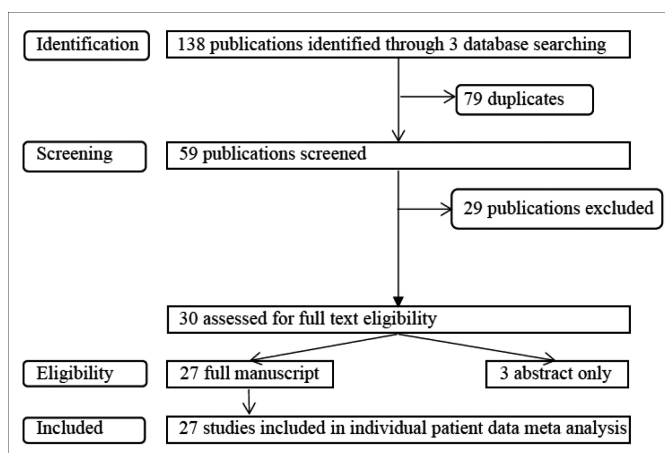 Identification
138 publications identified through 3 database searching
79 duplicates
Screening
59 publications screened
29 publications excluded
30 assessed for full text eligibility
Eligibility
27 full manuscript
3 abstract only
Included
27 studies included in individual patient data meta analysis